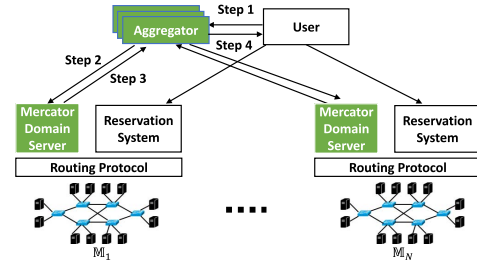 Step 1
Aggregator
User
Step 4
Step 2
Step 3
Mercator
Domain
Server
Reservation
System
Mercator
Domain
Server
Reservation
System
Routing Protocol
Routing Protocol
𝕄₁
𝕄_N